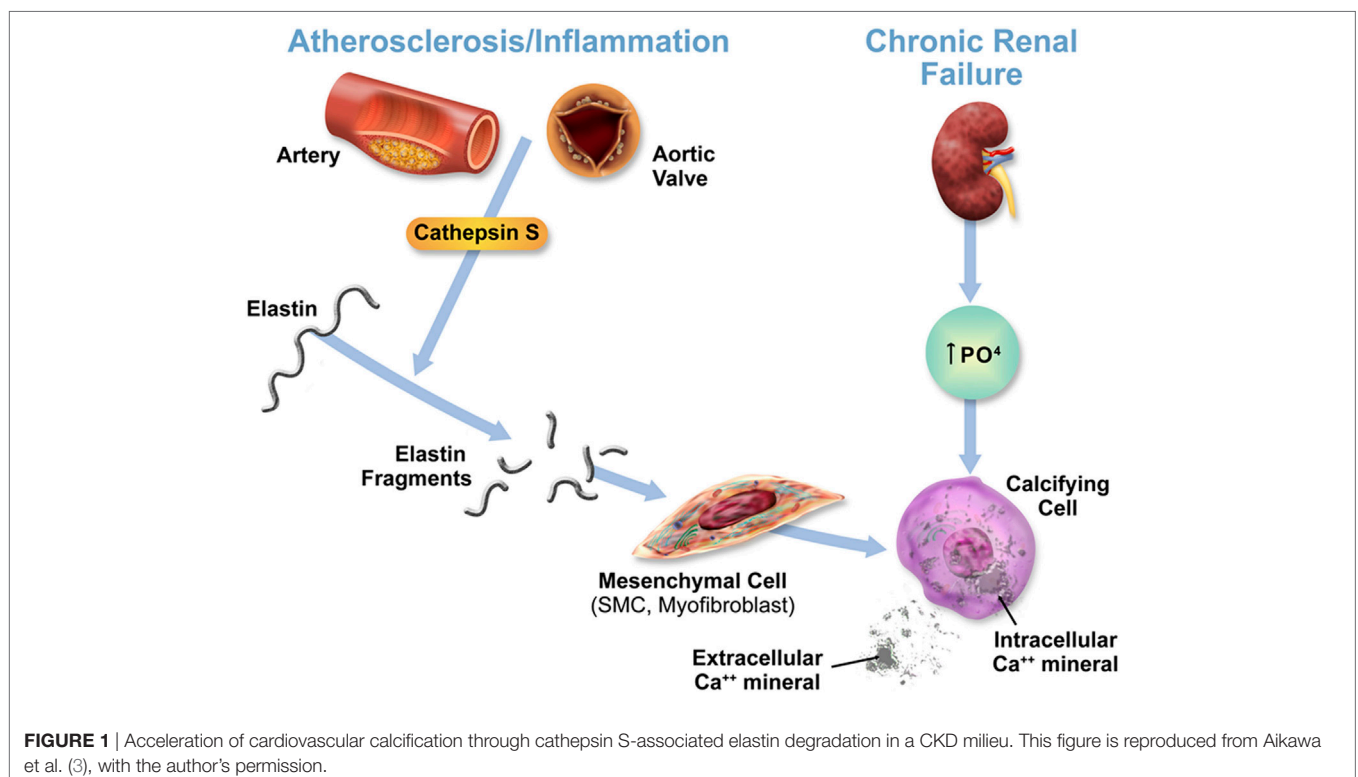 Atherosclerosis/Inflammation
Chronic Renal
Failure
Artery
Aortic
Valve
Cathepsin S
Elastin
↑PO⁴
Elastin
Fragments
Calcifying
Cell
Mesenchymal Cell
(SMC, Myofibroblast)
Extracellular
Ca⁺⁺ mineral
Intracellular
Ca⁺⁺ mineral
FIGURE 1 | Acceleration of cardiovascular calcification through cathepsin S-associated elastin degradation in a CKD milieu. This figure is reproduced from Aikawa
et al. (3), with the author’s permission.